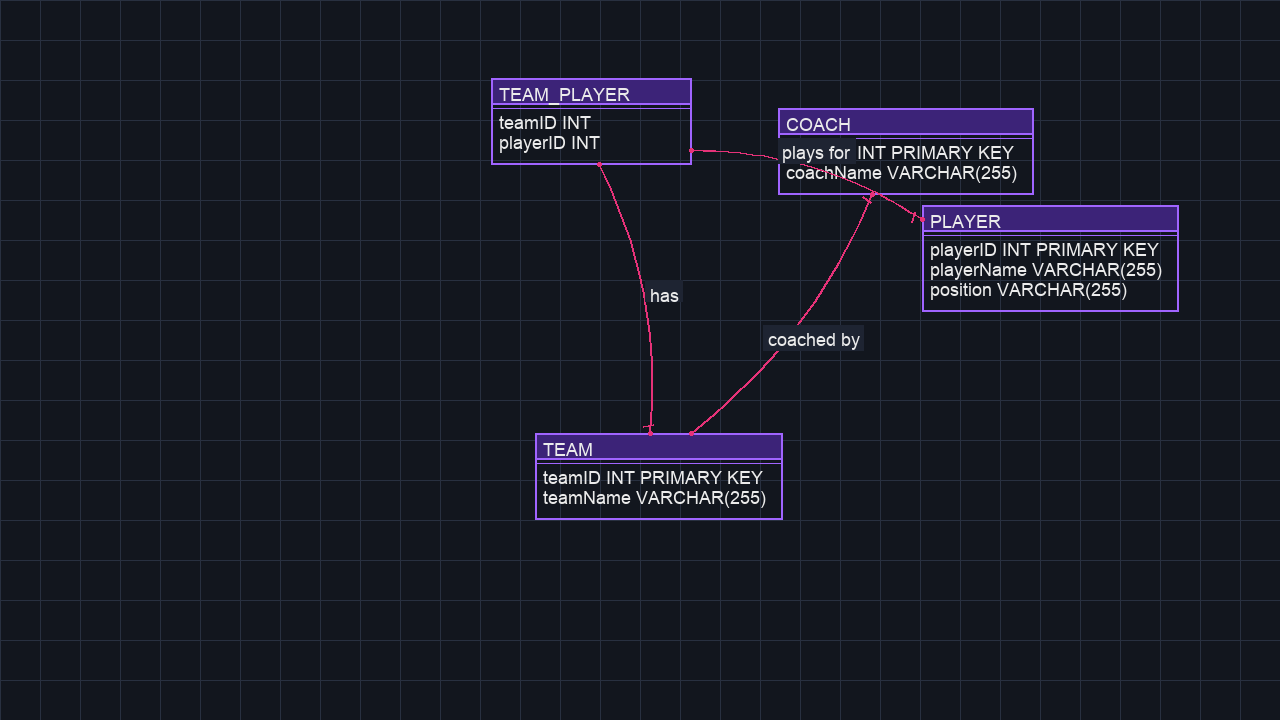 TEAM_PLAYER
teamID INT
playerID INT
COACH
plays for INT PRIMARY KEY
coachName VARCHAR(255)
PLAYER
playerID INT PRIMARY KEY
playerName VARCHAR(255)
position VARCHAR(255)
has
coached by
TEAM
teamID INT PRIMARY KEY
teamName VARCHAR(255)